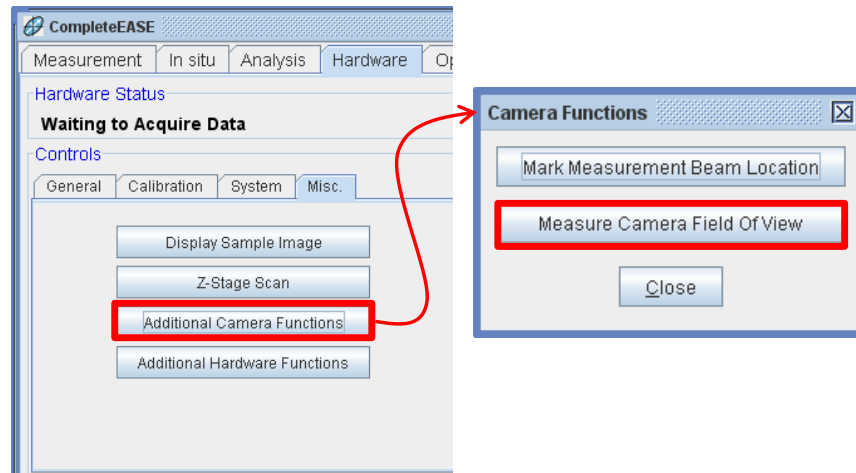 CompleteEASE
Measurement In situ Analysis Hardware
Hardware Status
Waiting to Acquire Data
Controls
General Calibration System Misc.
Display Sample Image
Z-Stage Scan
Additional Camera Functions
Additional Hardware Functions
Camera Functions
Mark Measurement Beam Location
Measure Camera Field Of View
Close